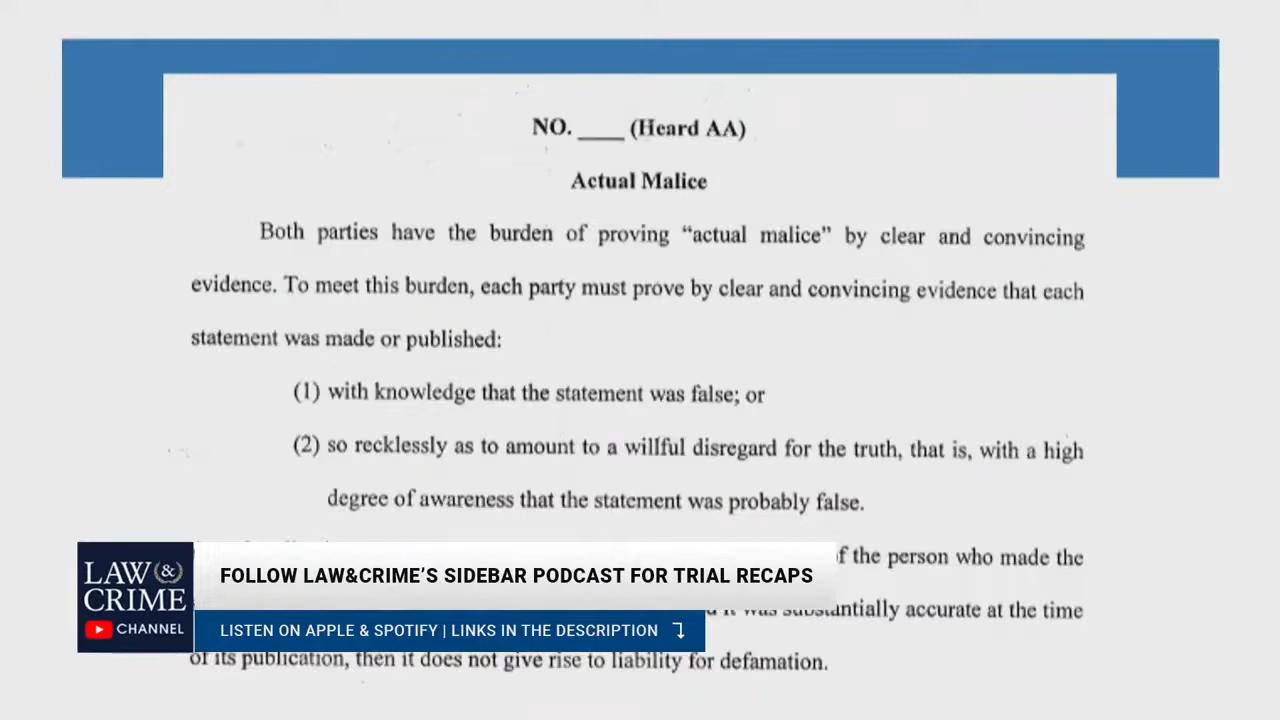 NO. ____ (Heard AA)
Actual Malice
Both parties have the burden of proving “actual malice” by clear and convincing
evidence. To meet this burden, each party must prove by clear and convincing evidence that each
statement was made or published:
(1) with knowledge that the statement was false; or
(2) so recklessly as to amount to a willful disregard for the truth, that is, with a high
degree of awareness that the statement was probably false.
of the person who made the
it was substantially accurate at the time
of its publication, then it does not give rise to liability for defamation.
LAW &
CRIME
CHANNEL
FOLLOW LAW&CRIME’S SIDEBAR PODCAST FOR TRIAL RECAPS
LISTEN ON APPLE & SPOTIFY | LINKS IN THE DESCRIPTION